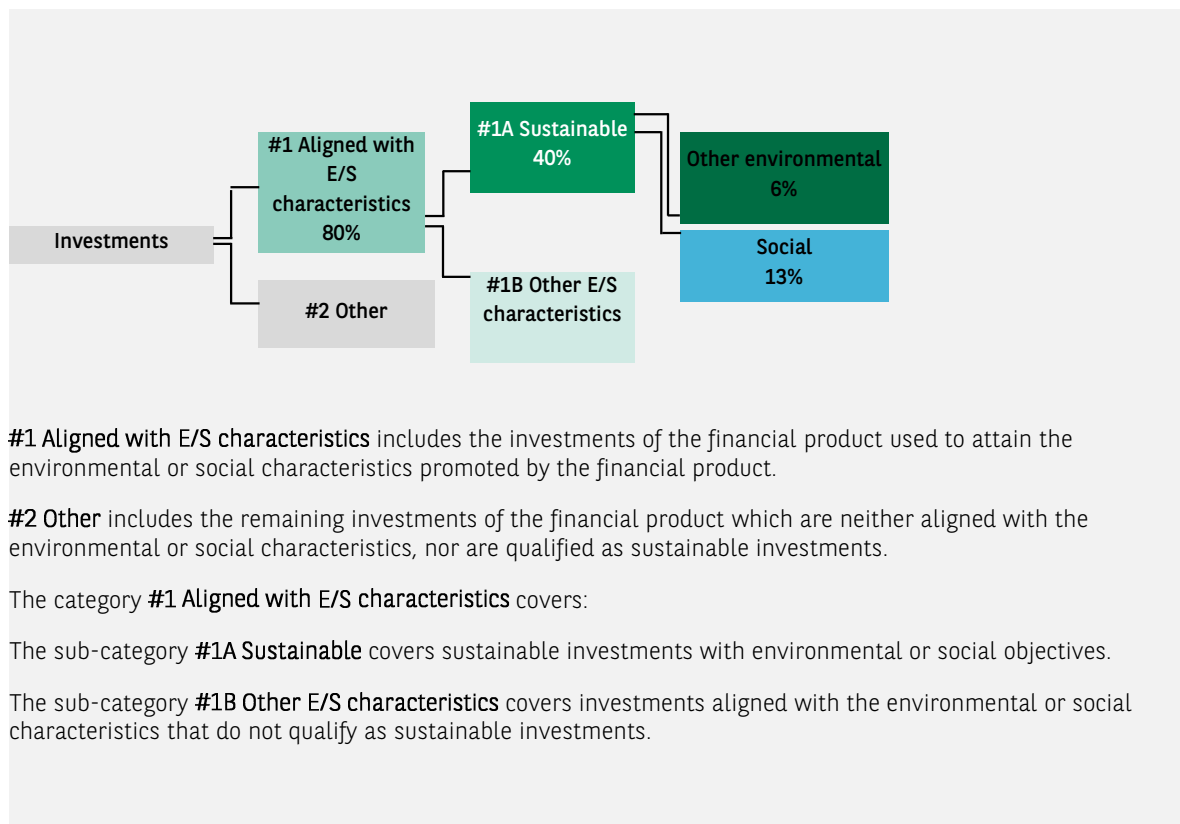 Investments
#1 Aligned with
E/S
characteristics
80%
#2 Other
#1A Sustainable
40%
#1B Other E/S
characteristics
Other environmental
6%
Social
13%
#1 Aligned with E/S characteristics includes the investments of the financial product used to attain the
environmental or social characteristics promoted by the financial product.
#2 Other includes the remaining investments of the financial product which are neither aligned with the
environmental or social characteristics, nor are qualified as sustainable investments.
The category #1 Aligned with E/S characteristics covers:
The sub-category #1A Sustainable covers sustainable investments with environmental or social objectives.
The sub-category #1B Other E/S characteristics covers investments aligned with the environmental or social
characteristics that do not qualify as sustainable investments.